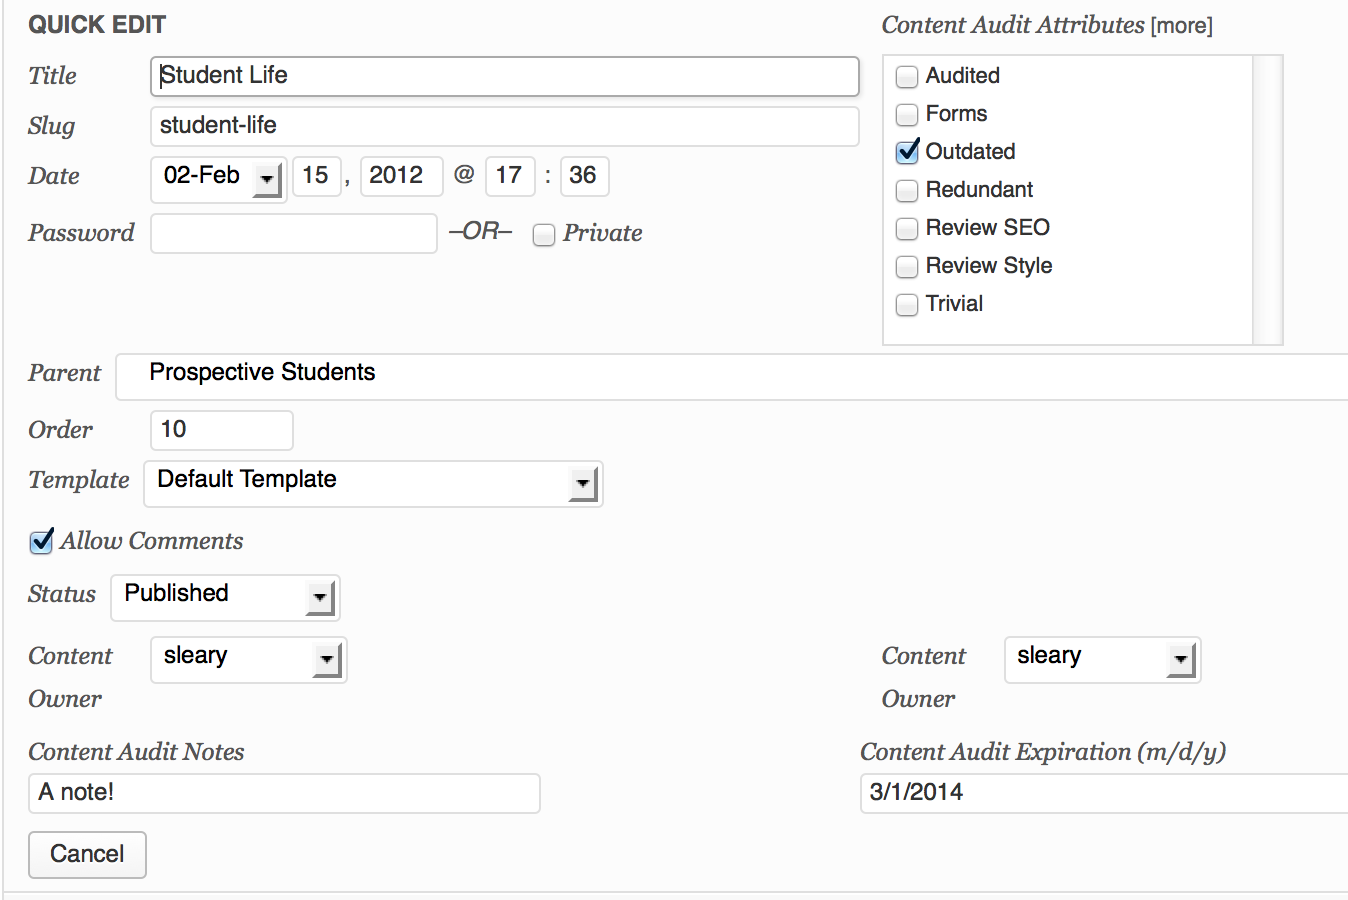 QUICK EDIT
Title Student Life
Slug student-life
Date 02-Feb 15 , 2012 @ 17 : 36
Password –OR– Private
Content Audit Attributes [more]
Audited
Forms
Outdated
Redundant
Review SEO
Review Style
Trivial
Parent Prospective Students
Order 10
Template Default Template
Allow Comments
Status Published
Content Owner sleary
Content Owner sleary
Content Audit Notes
A note!
Content Audit Expiration (m/d/y)
3/1/2014
Cancel